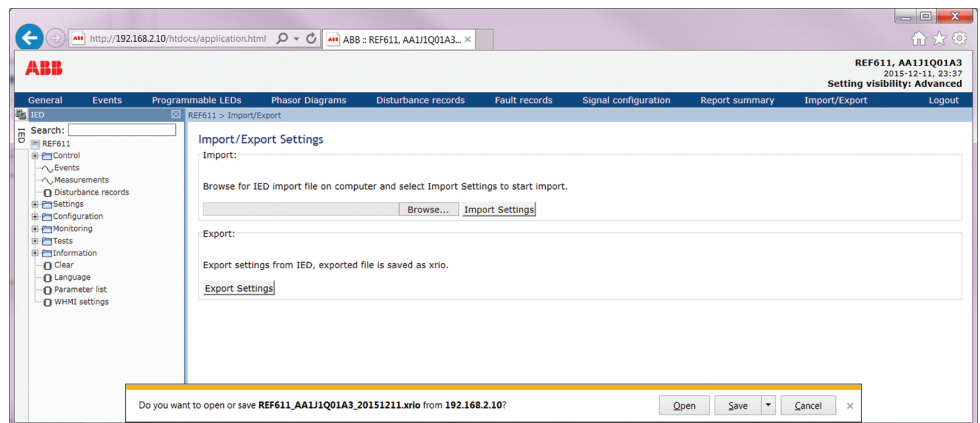 http://192.168.2.10/htdocs/application.html
ABB :: REF611, AA1J1Q01A3...
ABB
REF611, AA1J1Q01A3
2015-12-11, 23:37
Setting visibility: Advanced
General Events Programmable LEDs Phasor Diagrams Disturbance records Fault records Signal configuration Report summary Import/Export Logout
IED
REF611 > Import/Export
IED
Search:
REF611
Control
Events
Measurements
Disturbance records
Settings
Configuration
Monitoring
Tests
Information
Clear
Language
Parameter list
WHMI settings
Import/Export Settings
Import:
Browse for IED import file on computer and select Import Settings to start import.
Browse... Import Settings
Export:
Export settings from IED, exported file is saved as xrio.
Export Settings
Do you want to open or save REF611_AA1J1Q01A3_20151211.xrio from 192.168.2.10? Open Save Cancel